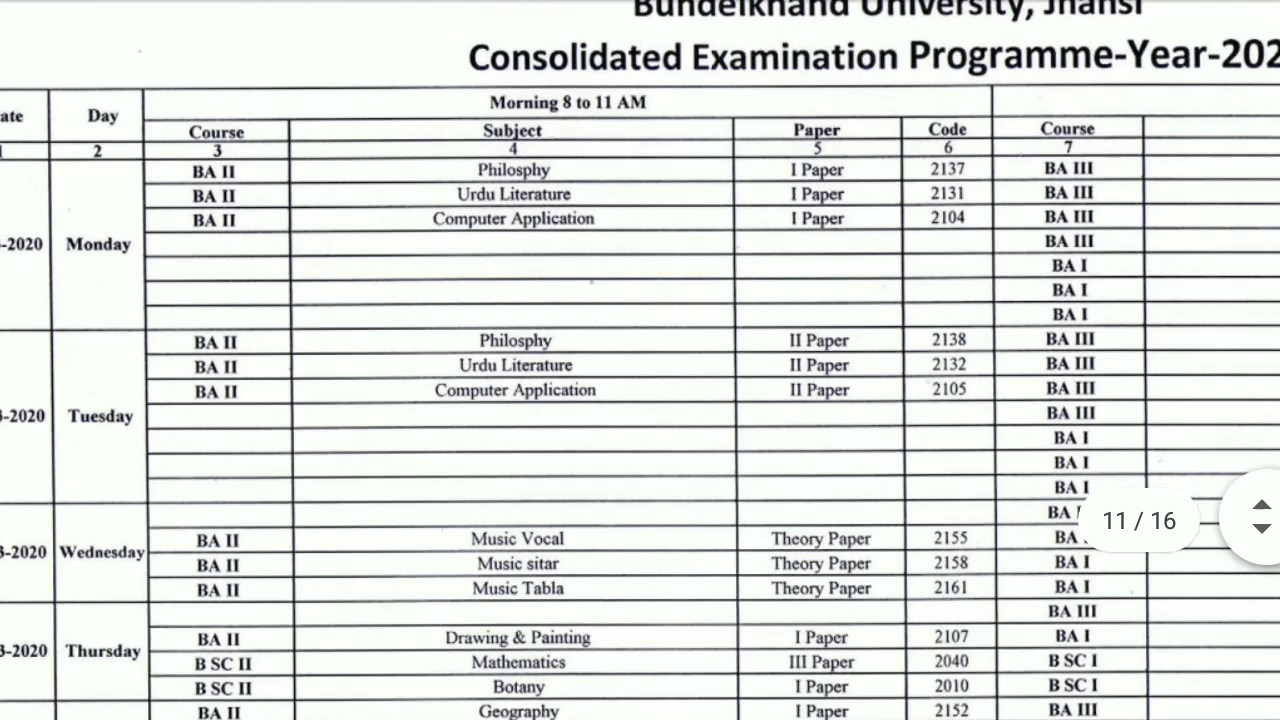 Bundelkhand University, Jhansi
Consolidated Examination Programme-Year-202
ate Day Morning 8 to 11 AM
Course Subject Paper Code Course
1 2 3 4 5 6 7
BA II Philosphy I Paper 2137 BA III
BA II Urdu Literature I Paper 2131 BA III
BA II Computer Application I Paper 2104 BA III
-2020 Monday BA III
BA I
BA I
BA I
BA II Philosphy II Paper 2138 BA III
BA II Urdu Literature II Paper 2132 BA III
BA II Computer Application II Paper 2105 BA III
3-2020 Tuesday BA III
BA I
BA I
BA I
BA
11 / 16
BA II Music Vocal Theory Paper 2155 BA
3-2020 Wednesday BA II Music sitar Theory Paper 2158 BA I
BA II Music Tabla Theory Paper 2161 BA I
BA III
BA II Drawing & Painting I Paper 2107 BA I
3-2020 Thursday B SC II Mathematics III Paper 2040 B SC I
B SC II Botany I Paper 2010 B SC I
BA II Geography I Paper 2152 BA III